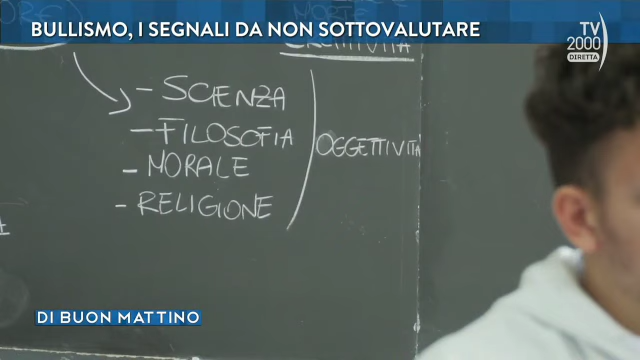 BULLISMO, I SEGNALI DA NON SOTTOVALUTARE
TV
2000
DIRETTA
- SCIENZA
- FILOSOFIA
- MORALE
- RELIGIONE
OGGETTIVITÀ
DI BUON MATTINO